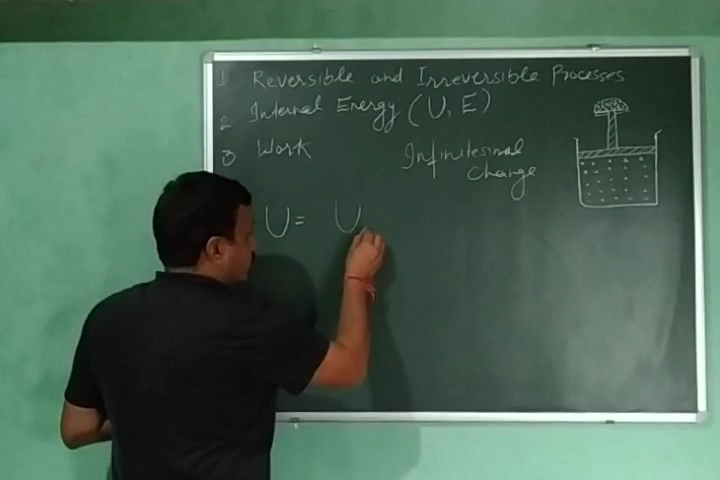 1 Reversible and Irreversible Processes
2 Internal Energy (U, E)
3 Work
Infinitesimal
change
U = U